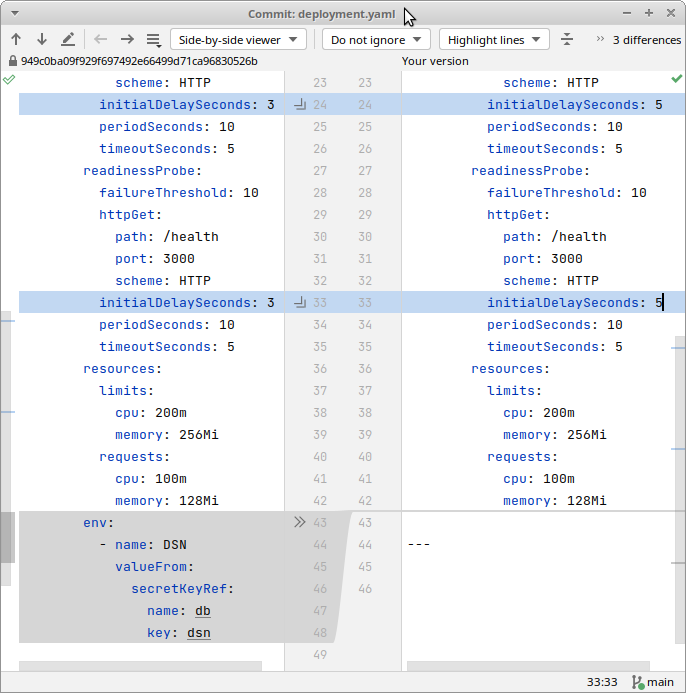 Commit: deployment.yaml
Side-by-side viewer Do not ignore Highlight lines 3 differences
949c0ba09f929f697492e66499d71ca96830526b Your version
scheme: HTTP 23 23 scheme: HTTP
initialDelaySeconds: 3 24 24 initialDelaySeconds: 5
periodSeconds: 10 25 25 periodSeconds: 10
timeoutSeconds: 5 26 26 timeoutSeconds: 5
readinessProbe: 27 27 readinessProbe:
failureThreshold: 10 28 28 failureThreshold: 10
httpGet: 29 29 httpGet:
path: /health 30 30 path: /health
port: 3000 31 31 port: 3000
scheme: HTTP 32 32 scheme: HTTP
initialDelaySeconds: 3 33 33 initialDelaySeconds: 5
periodSeconds: 10 34 34 periodSeconds: 10
timeoutSeconds: 5 35 35 timeoutSeconds: 5
resources: 36 36 resources:
limits: 37 37 limits:
cpu: 200m 38 38 cpu: 200m
memory: 256Mi 39 39 memory: 256Mi
requests: 40 40 requests:
cpu: 100m 41 41 cpu: 100m
memory: 128Mi 42 42 memory: 128Mi
env: 43 43
- name: DSN 44 44 ---
valueFrom: 45 45
secretKeyRef: 46 46
name: db 47
key: dsn 48
49
33:33 main